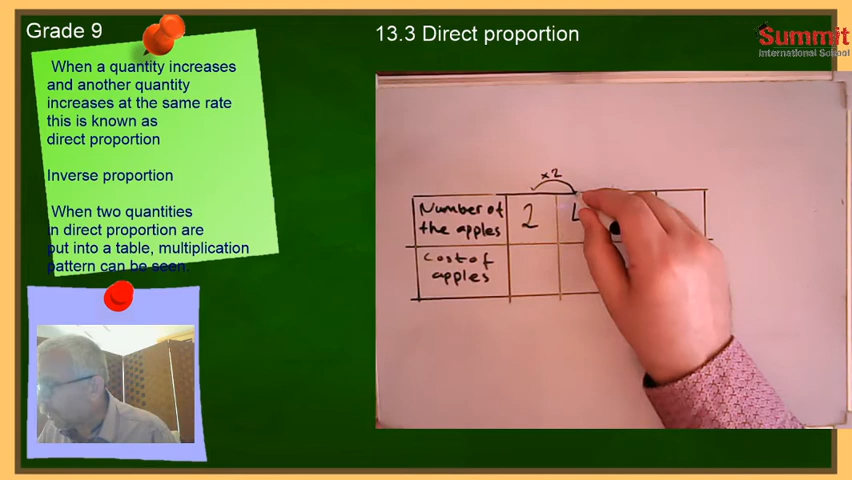 Grade 9
13.3 Direct proportion
Summit
International School
When a quantity increases
and another quantity
increases at the same rate
this is known as
direct proportion
Inverse proportion
When two quantities
in direct proportion are
put into a table, multiplication
pattern can be seen.
x2
Number of
the apples
2
4
cost of
apples